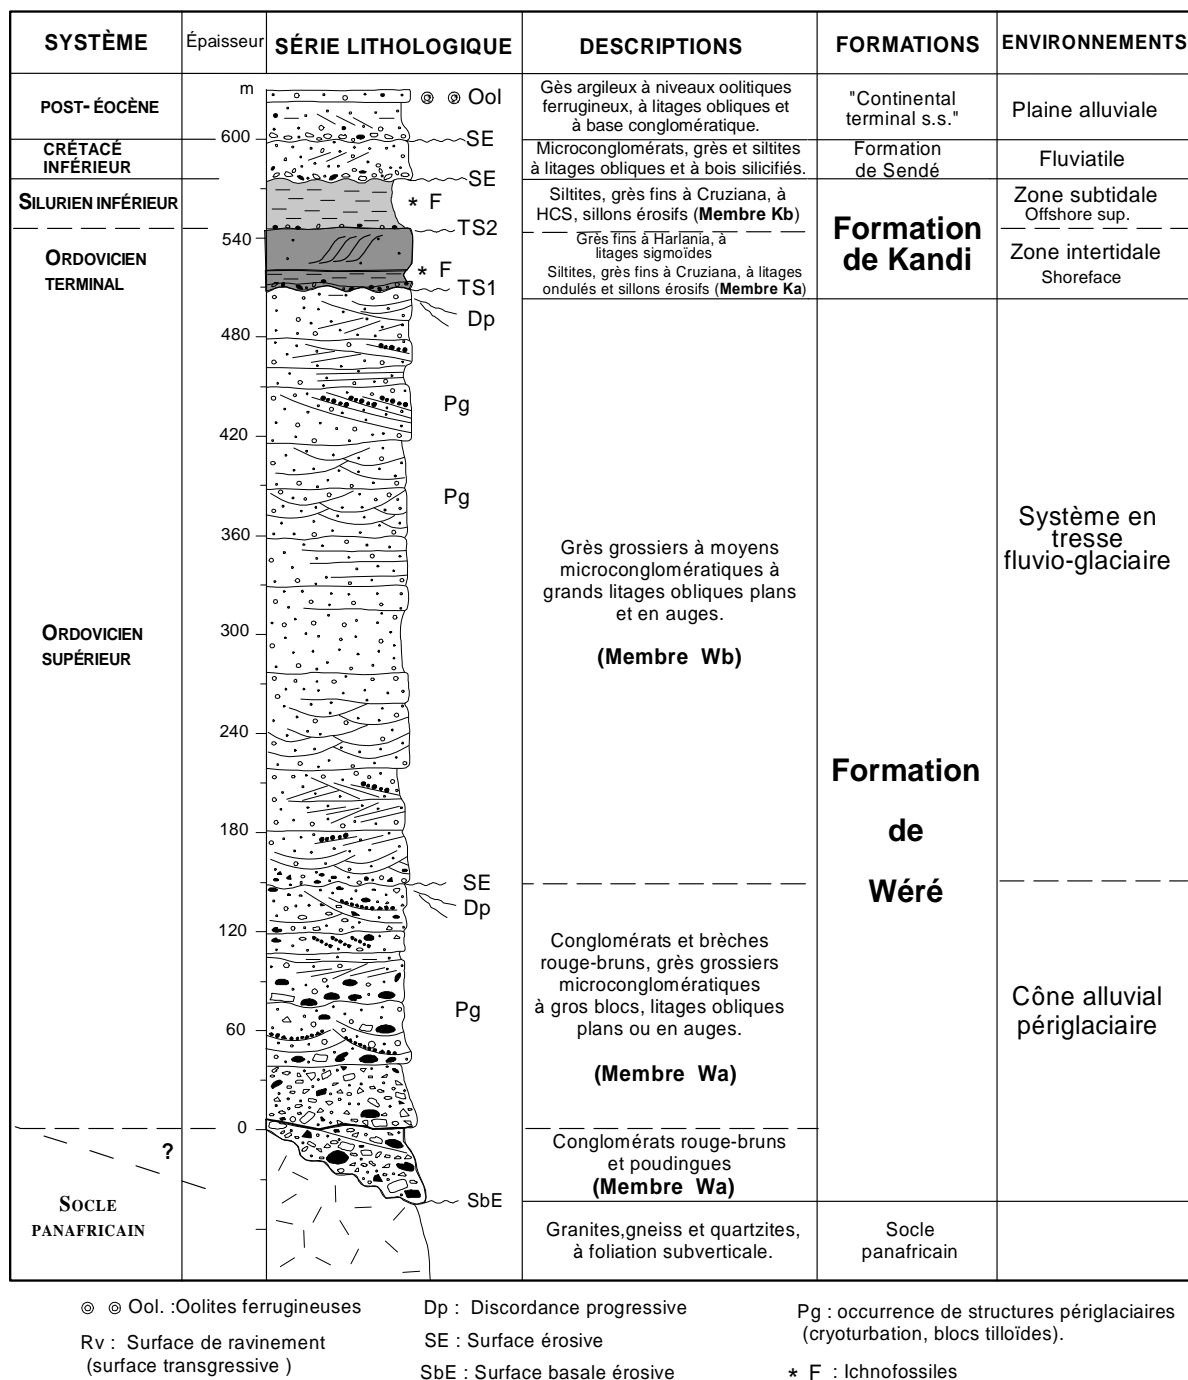 SYSTÈME
Épaisseur
SÉRIE LITHOLOGIQUE
DESCRIPTIONS
FORMATIONS
ENVIRONNEMENTS
m
POST-ÉOCÈNE
Ool
Gès argileux à niveaux oolitiques
ferrugineux, à litages obliques et
à base conglomératique.
"Continental
terminal s.s."
Plaine alluviale
600
SE
CRÉTACÉ
INFÉRIEUR
Microconglomérats, grès et siltites
à litages obliques et à bois silicifiés.
Formation
de Sendé
Fluviatile
SE
SILURIEN INFÉRIEUR
* F
Siltites, grès fins à Cruziana, à
HCS, sillons érosifs (Membre Kb)
Formation
de Kandi
Zone subtidale
Offshore sup.
TS2
540
ORDOVICIEN
TERMINAL
* F
Grès fins à Harlania, à
litages sigmoïdes
Siltites, grès fins à Cruziana, à litages
ondulés et sillons érosifs (Membre Ka)
Zone intertidale
Shoreface
TS1
Dp
480
Pg
420
Pg
360
Grès grossiers à moyens
microconglomératiques à
grands litages obliques plans
et en auges.
(Membre Wb)
Système en
tresse
fluvio-glaciaire
300
ORDOVICIEN
SUPÉRIEUR
240
Formation
de
Wéré
180
SE
Dp
120
Conglomérats et brèches
rouge-bruns, grès grossiers
microconglomératiques
à gros blocs, litages obliques
plans ou en auges.
(Membre Wa)
Cône alluvial
périglaciaire
Pg
60
0
?
Conglomérats rouge-bruns
et poudingues
(Membre Wa)
SbE
SOCLE
PANAFRICAIN
Granites,gneiss et quartzites,
à foliation subverticale.
Socle
panafricain
Ool. :Oolites ferrugineuses
Rv : Surface de ravinement
(surface transgressive )
Dp : Discordance progressive
SE : Surface érosive
SbE : Surface basale érosive
Pg : occurrence de structures périglaciaires
(cryoturbation, blocs tilloïdes).
* F : Ichnofossiles